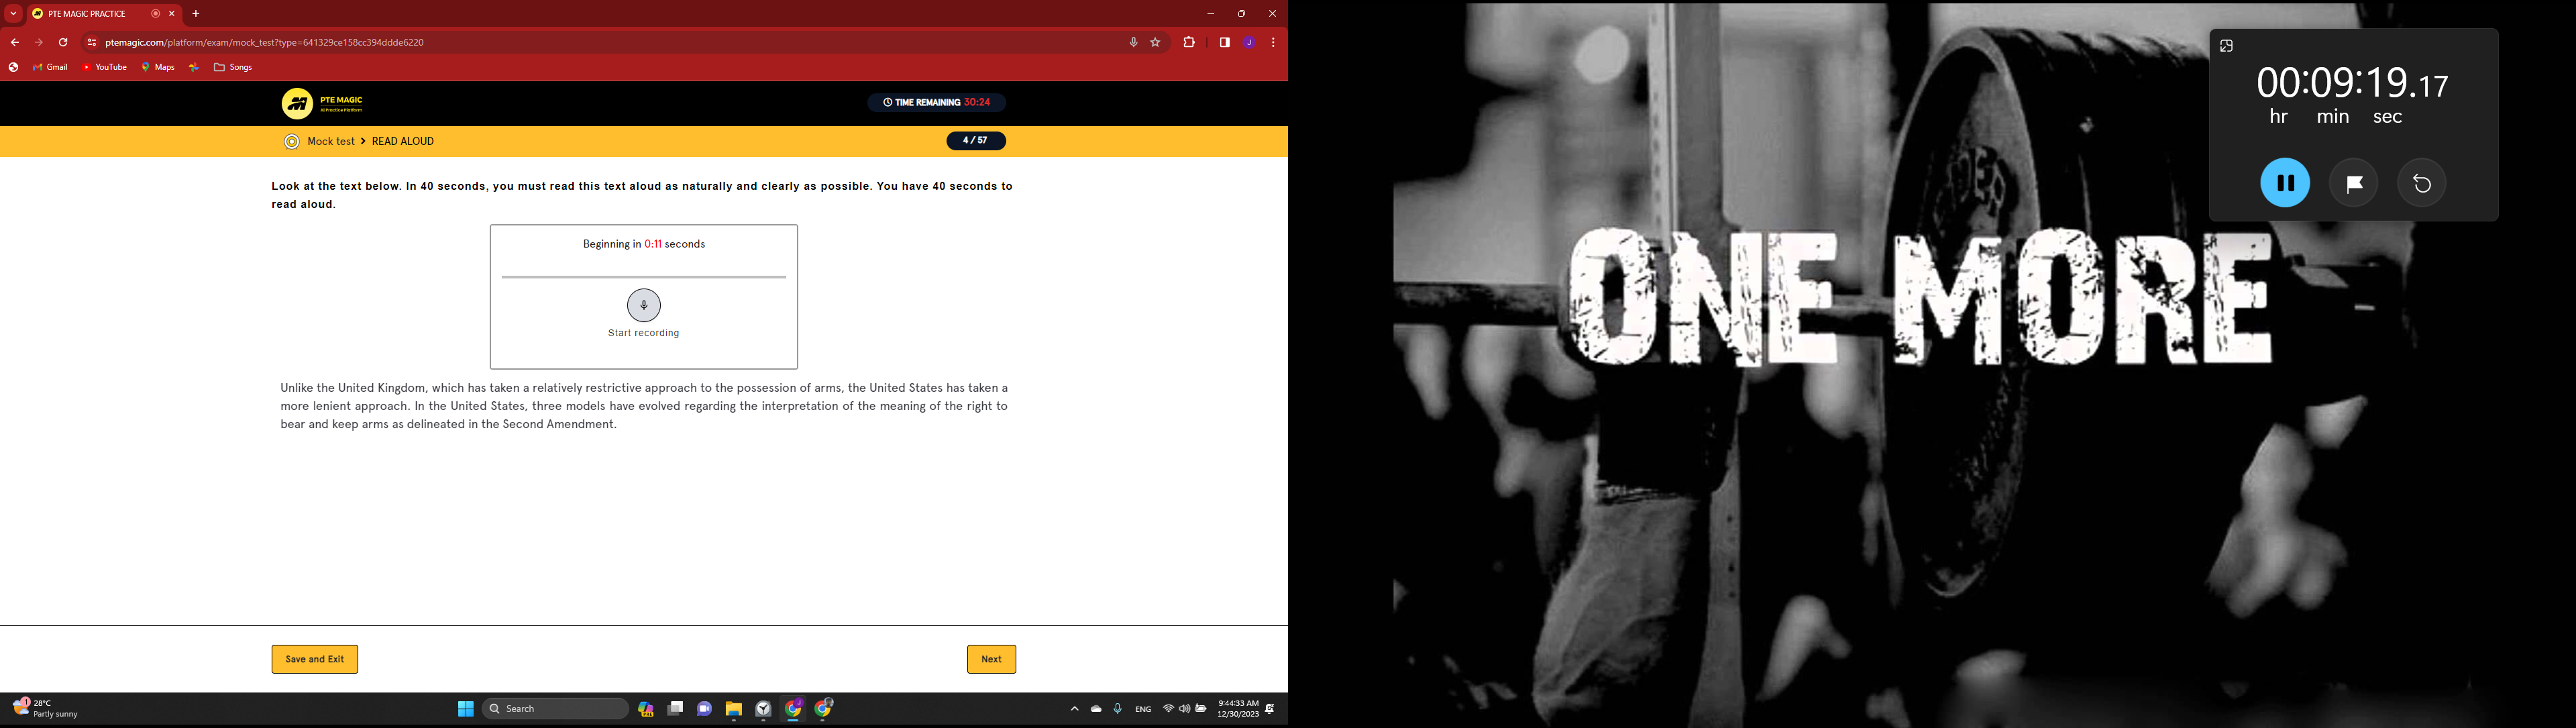 PTE MAGIC PRACTICE
ptemagic.com/platform/exam/mock_test?type=641329ce158cc394ddde6220
J
Gmail
YouTube
Maps
Songs
PTE MAGIC
AI Practice Platform
TIME REMAINING 30:24
Mock test > READ ALOUD
4 / 57
Look at the text below. In 40 seconds, you must read this text aloud as naturally and clearly as possible. You have 40 seconds to
read aloud.
Beginning in 0:11 seconds
Start recording
Unlike the United Kingdom, which has taken a relatively restrictive approach to the possession of arms, the United States has taken a
more lenient approach. In the United States, three models have evolved regarding the interpretation of the meaning of the right to
bear and keep arms as delineated in the Second Amendment.
Save and Exit
Next
1
28°C
Partly sunny
Search
ENG
9:44:33 AM
12/30/2023
00:09:19.17
hr min sec
ONE MORE